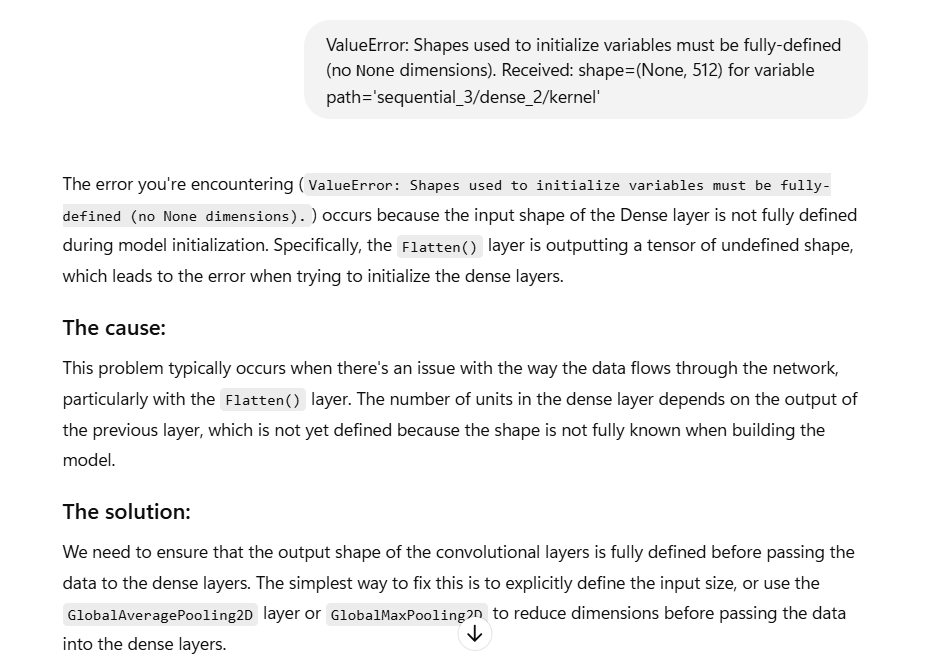 ValueError: Shapes used to initialize variables must be fully-defined
(no None dimensions). Received: shape=(None, 512) for variable
path='sequential_3/dense_2/kernel'
The error you're encountering ( ValueError: Shapes used to initialize variables must be fully-
defined (no None dimensions). ) occurs because the input shape of the Dense layer is not fully defined
during model initialization. Specifically, the Flatten() layer is outputting a tensor of undefined shape,
which leads to the error when trying to initialize the dense layers.
The cause:
This problem typically occurs when there's an issue with the way the data flows through the network,
particularly with the Flatten() layer. The number of units in the dense layer depends on the output of
the previous layer, which is not yet defined because the shape is not fully known when building the
model.
The solution:
We need to ensure that the output shape of the convolutional layers is fully defined before passing the
data to the dense layers. The simplest way to fix this is to explicitly define the input size, or use the
GlobalAveragePooling2D layer or GlobalMaxPooling2D to reduce dimensions before passing the data
into the dense layers.